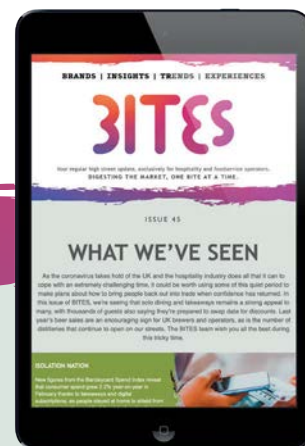 BRANDS | INSIGHTS | TRENDS | EXPERIENCES
BITES
Your regular high street update, exclusively for hospitality and foodservice operators,
DIGESTING THE MARKET, ONE BITE AT A TIME.
ISSUE 45
WHAT WE'VE SEEN
As the coronavirus takes hold of the UK and the hospitality industry does all that it can to
cope with an extremely challenging time, it could be worth using some of this quiet period to
make plans about how to bring people back out into trade when confidence has returned. In
this issue of BITES, we're seeing that solo dining and takeaways remains a strong appeal to
many, with thousands of guests also saying they're prepared to swap date for discounts. Last
year's beer sales are an encouraging sign for UK brewers and operators, as is the number of
distilleries that continue to open on our streets. The BITES team wish you all the best during
this tricky time.
ISOLATION NATION
New figures from the Barclaycard Spend Index reveal
that consumer spend grew 2.2% year-on-year in
February thanks to takeaways and digital
subscriptions, as people stayed at home to afraid from